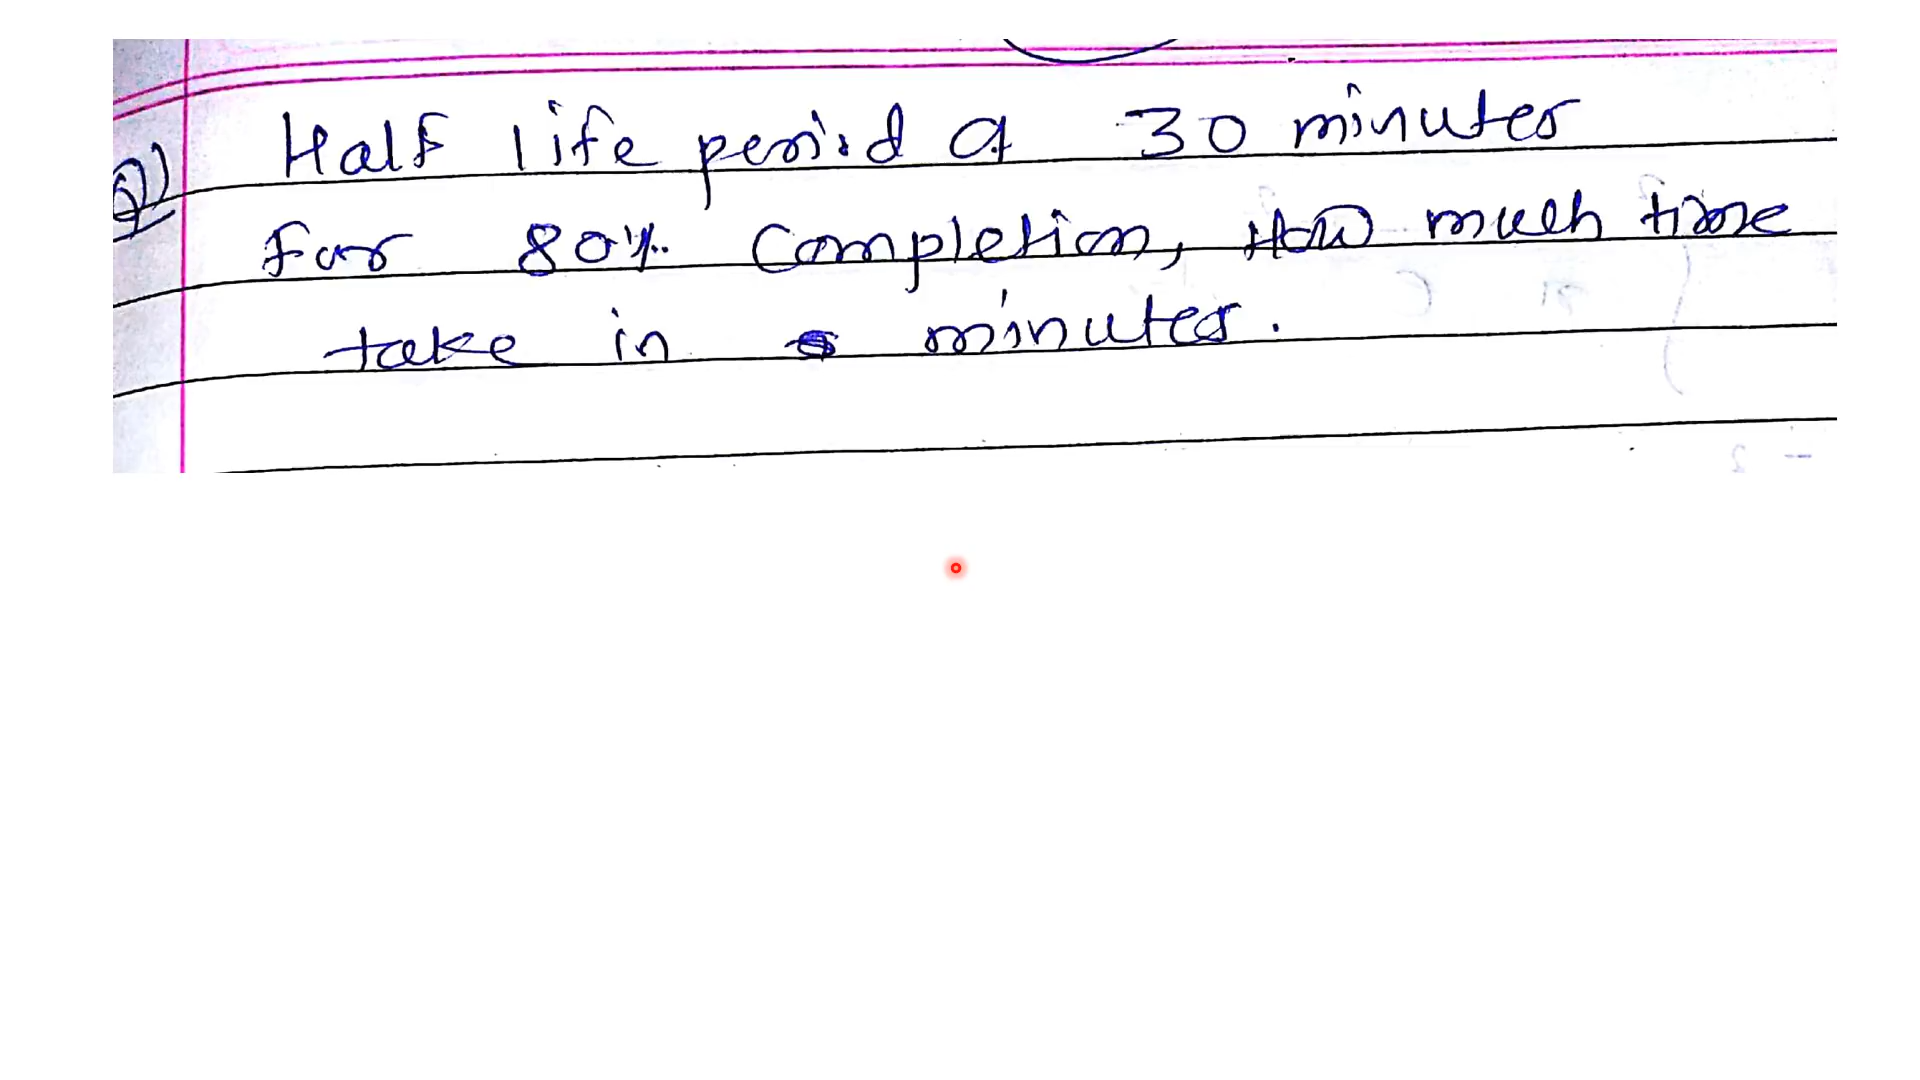 Q1) Half life period of 30 minutes
for 80% Completion, How much time
take in minutes.